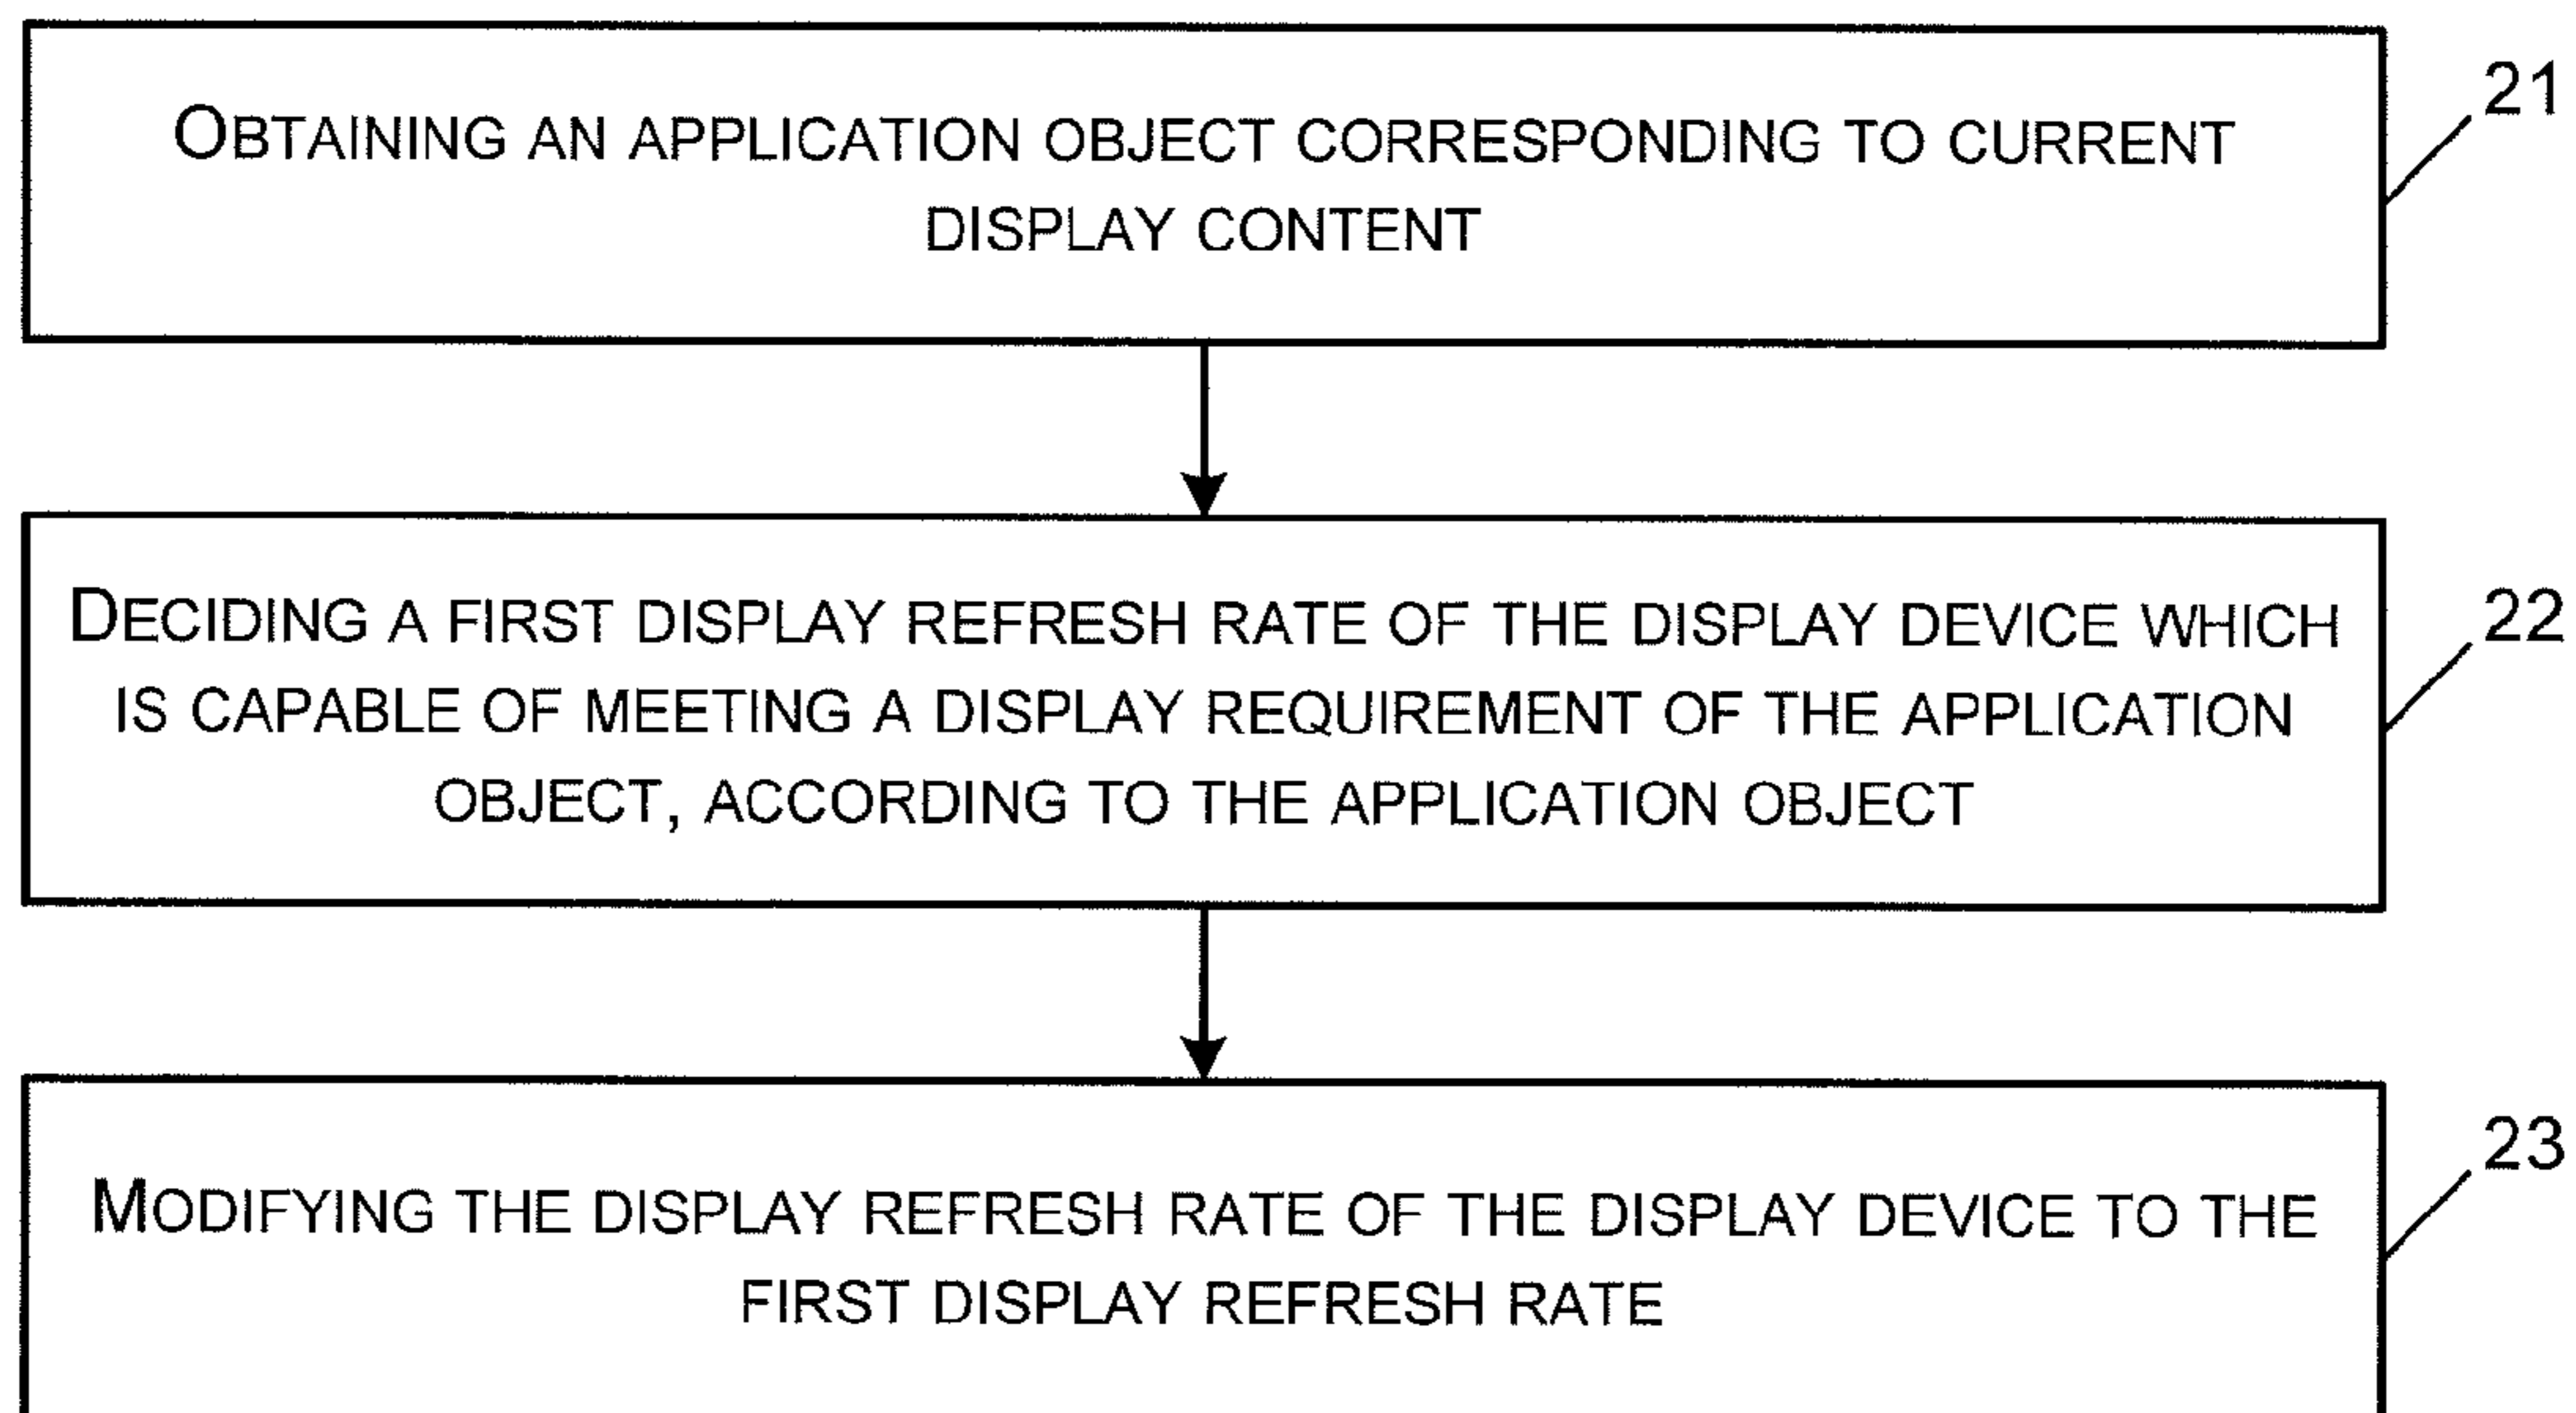 OBTAINING AN APPLICATION OBJECT CORRESPONDING TO CURRENT
DISPLAY CONTENT
21
DECIDING A FIRST DISPLAY REFRESH RATE OF THE DISPLAY DEVICE WHICH
IS CAPABLE OF MEETING A DISPLAY REQUIREMENT OF THE APPLICATION
OBJECT, ACCORDING TO THE APPLICATION OBJECT
22
MODIFYING THE DISPLAY REFRESH RATE OF THE DISPLAY DEVICE TO THE
FIRST DISPLAY REFRESH RATE
23